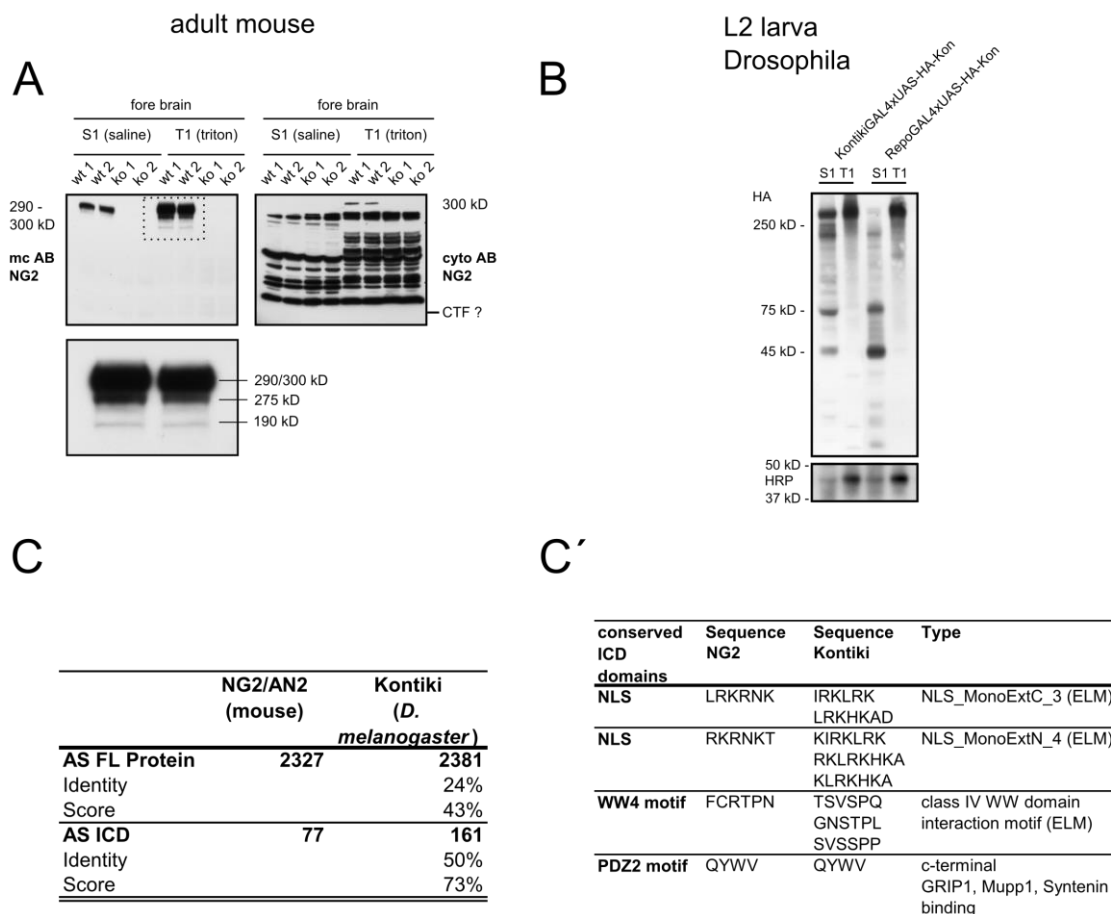 adult mouse
L2 larva
Drosophila
A
fore brain
fore brain
S1 (saline)
T1 (triton)
S1 (saline)
T1 (triton)
wt 1
wt 2
ko 1
ko 2
wt 1
wt 2
ko 1
ko 2
wt 1
wt 2
ko 1
ko 2
wt 1
wt 2
ko 1
ko 2
290 -
300 kD
mc AB
NG2
300 kD
cyto AB
NG2
CTF ?
290/300 kD
275 kD
190 kD
B
KontikiGAL4xUAS-HA-Kon
RepoGAL4xUAS-HA-Kon
S1 T1
S1 T1
HA
250 kD -
75 kD -
45 kD -
50 kD -
HRP
37 kD -
C
NG2/AN2 Kontiki
(mouse) (D.
melanogaster)
AS FL Protein 2327 2381
Identity 24%
Score 43%
AS ICD 77 161
Identity 50%
Score 73%
C´
conserved Sequence Sequence Type
ICD NG2 Kontiki
domains
NLS LRKRNK IRKLRK NLS_MonoExtC_3 (ELM)
LRKHKAD
NLS RKRNKT KIRKLRK NLS_MonoExtN_4 (ELM)
RKLRKHKA
KLRKHKA
WW4 motif FCRTPN TSVSPQ class IV WW domain
GNSTPL interaction motif (ELM)
SVSSPP
PDZ2 motif QYWV QYWV c-terminal
GRIP1, Mupp1, Syntenin
binding